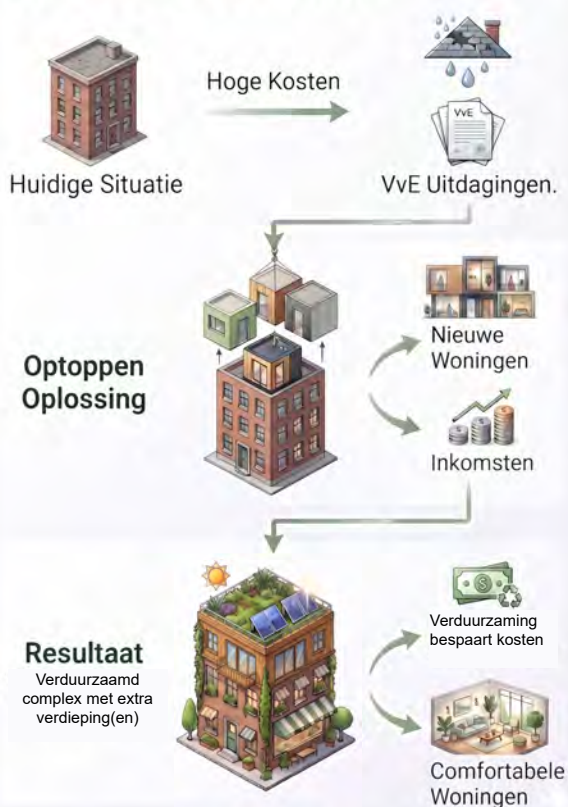 Hoge Kosten
VvE
Huidige Situatie
VvE Uitdagingen.
Optoppen
Oplossing
Nieuwe
Woningen
Inkomsten
Resultaat
Verduurzaamd
complex met extra
verdieping(en)
Verduurzaming
bespaart kosten
Comfortabele
Woningen